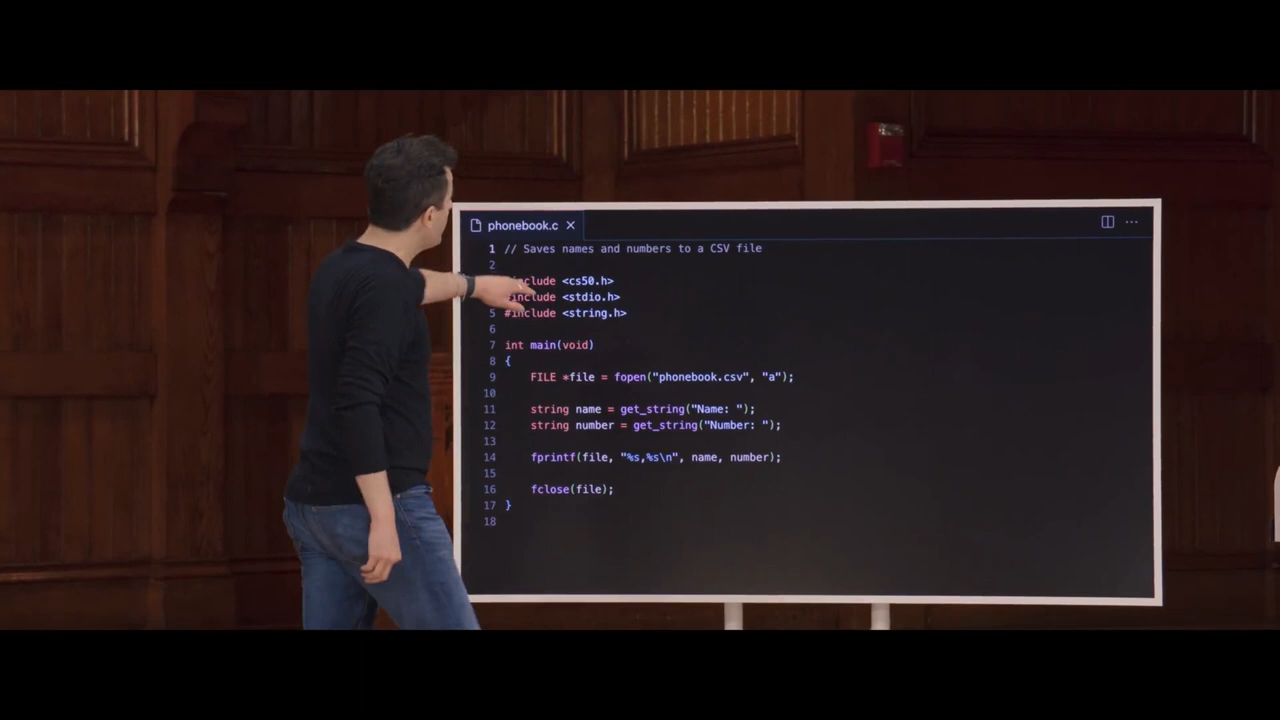 phonebook.c
1 // Saves names and numbers to a CSV file
2
include <cs50.h>
include <stdio.h>
5 #include <string.h>
6
7 int main(void)
8 {
9 FILE *file = fopen("phonebook.csv", "a");
10
11 string name = get_string("Name: ");
12 string number = get_string("Number: ");
13
14 fprintf(file, "%s,%s\n", name, number);
15
16 fclose(file);
17 }
18